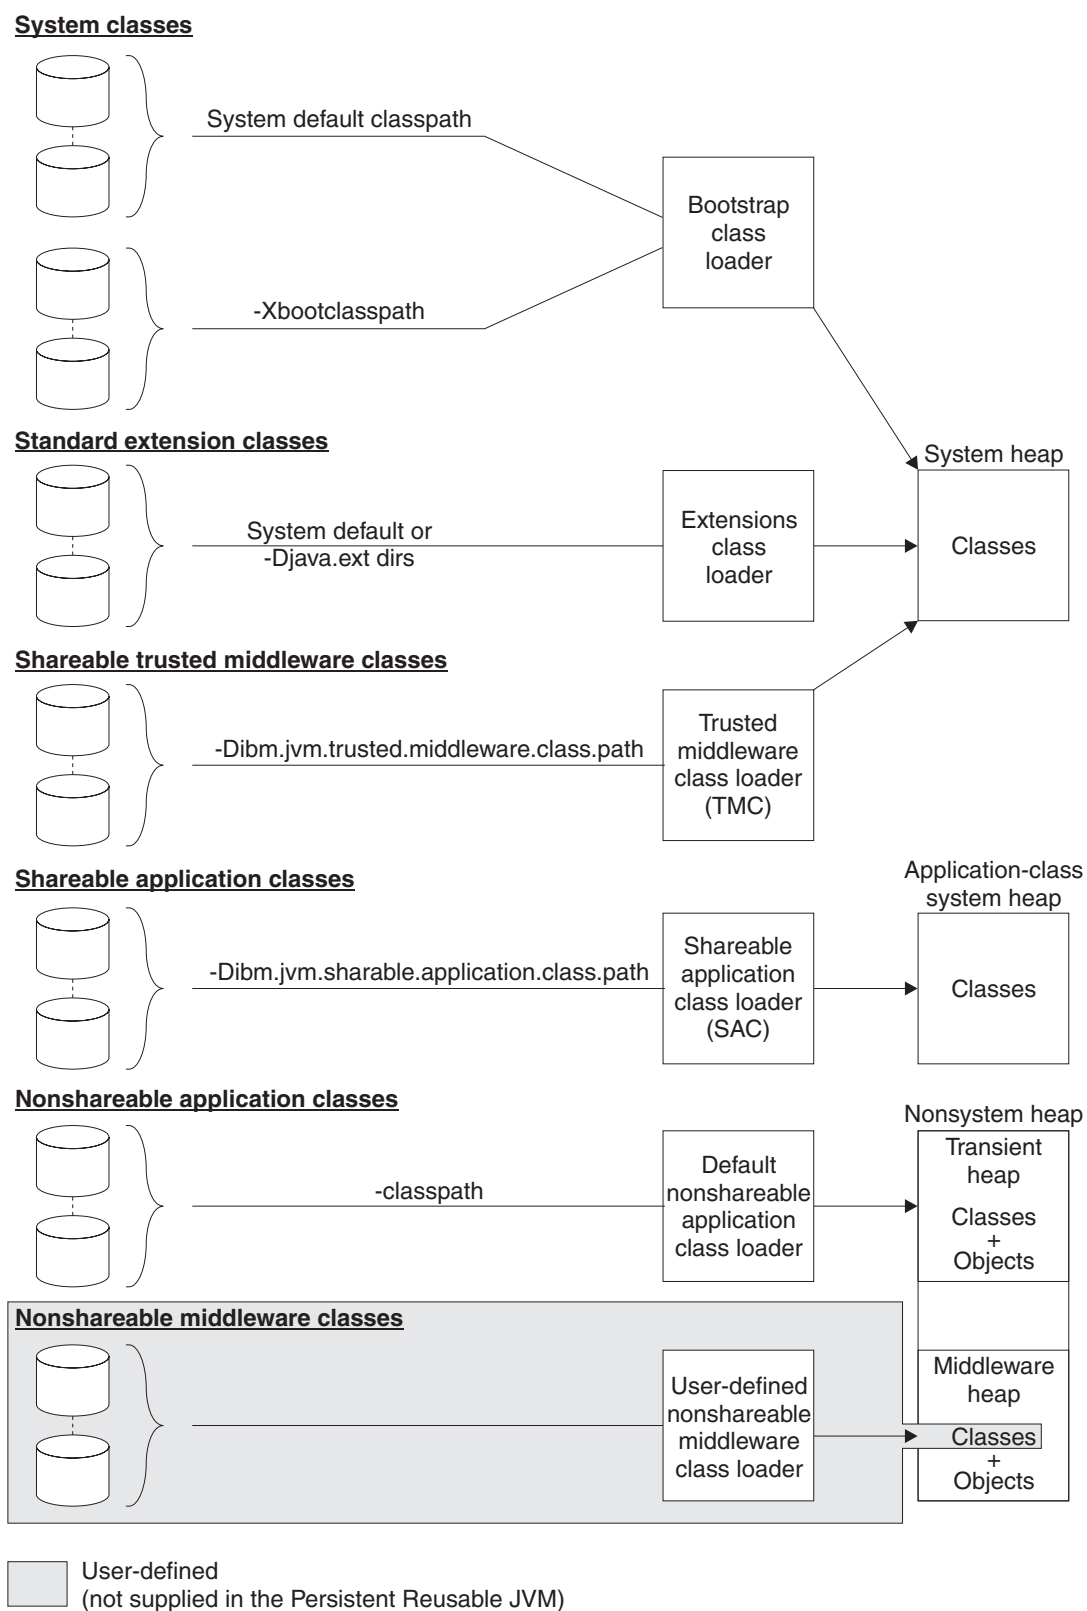 System classes
System default classpath
Bootstrap
class
loader
-Xbootclasspath
Standard extension classes
System heap
System default or
-Djava.ext dirs
Extensions
class
loader
Classes
Shareable trusted middleware classes
-Dibm.jvm.trusted.middleware.class.path
Trusted
middleware
class loader
(TMC)
Shareable application classes
Application-class
system heap
-Dibm.jvm.sharable.application.class.path
Shareable
application
class loader
(SAC)
Classes
Nonshareable application classes
Nonsystem heap
-classpath
Default
nonshareable
application
class loader
Transient
heap
Classes
+
Objects
Nonshareable middleware classes
User-defined
nonshareable
middleware
class loader
Middleware
heap
Classes
+
Objects
User-defined
(not supplied in the Persistent Reusable JVM)